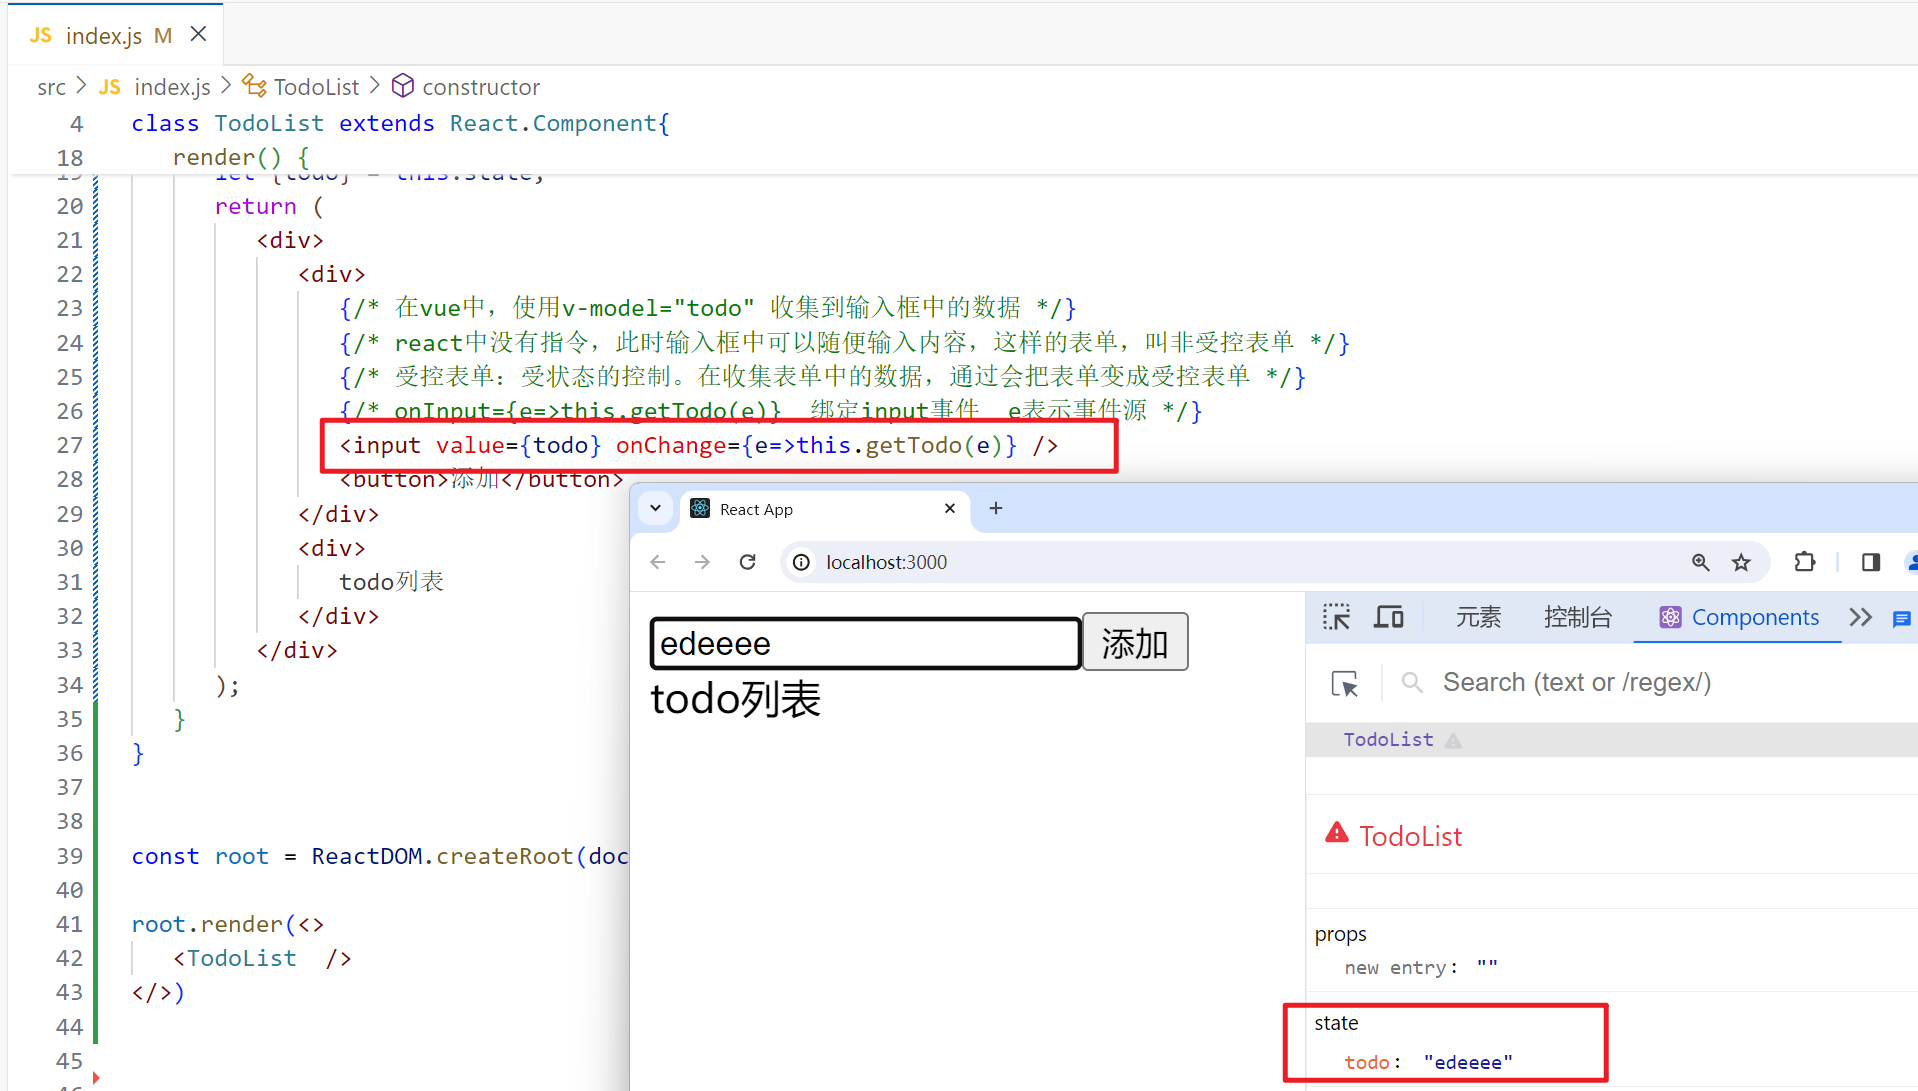 JS index.js M
src > JS index.js > TodoList > constructor
4 class TodoList extends React.Component{
18 render() {
19 let {todo} = this.state;
20 return (
21 <div>
22 <div>
23 {/* 在vue中，使用v-model="todo" 收集到输入框中的数据 */}
24 {/* react中没有指令，此时输入框中可以随便输入内容，这样的表单，叫非受控表单 */}
25 {/* 受控表单：受状态的控制。在收集表单中的数据，通过会把表单变成受控表单 */}
26 {/* onInput={e=>this.getTodo(e)} 绑定input事件 e表示事件源 */}
27 <input value={todo} onChange={e=>this.getTodo(e)} />
28 <button>添加</button>
29 </div>
30 <div>
31 todo列表
32 </div>
33 </div>
34 );
35 }
36 }
37
38
39 const root = ReactDOM.createRoot(doc
40
41 root.render(<>
42 <TodoList />
43 </>)
44
45
React App
localhost:3000
edeeee 添加
todo列表
元素 控制台 Components
Search (text or /regex/)
TodoList
TodoList
props
new entry: ""
state
todo: "edeeee"